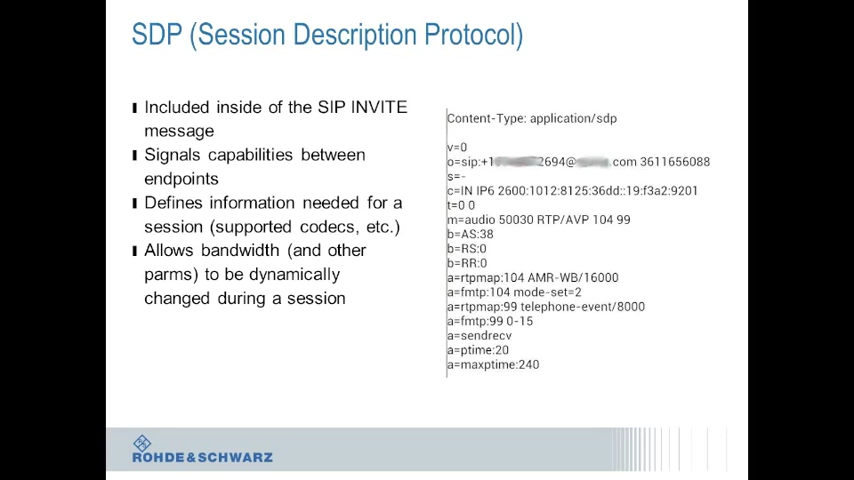 SDP (Session Description Protocol)
Included inside of the SIP INVITE
message
Signals capabilities between
endpoints
Defines information needed for a
session (supported codecs, etc.)
Allows bandwidth (and other
parms) to be dynamically
changed during a session
Content-Type: application/sdp
v=0
o=sip:+1 2694@ .com 3611656088
s=-
c=IN IP6 2600:1012:8125:36dd::19:f3a2:9201
t=0 0
m=audio 50030 RTP/AVP 104 99
b=AS:38
b=RS:0
b=RR:0
a=rtpmap:104 AMR-WB/16000
a=fmtp:104 mode-set=2
a=rtpmap:99 telephone-event/8000
a=fmtp:99 0-15
a=sendrecv
a=ptime:20
a=maxptime:240
ROHDE&SCHWARZ